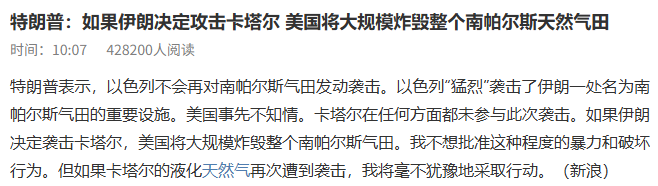 特朗普：如果伊朗决定攻击卡塔尔 美国将大规模炸毁整个南帕尔斯天然气田
时间：10:07 428200人阅读
特朗普表示，以色列不会再对南帕尔斯气田发动袭击。以色列“猛烈”袭击了伊朗一处名为南
帕尔斯气田的重要设施。美国事先不知情。卡塔尔在任何方面都未参与此次袭击。如果伊朗
决定袭击卡塔尔，美国将大规模炸毁整个南帕尔斯气田。我不想批准这种程度的暴力和破坏
行为。但如果卡塔尔的液化天然气再次遭到袭击，我将毫不犹豫地采取行动。（新浪）